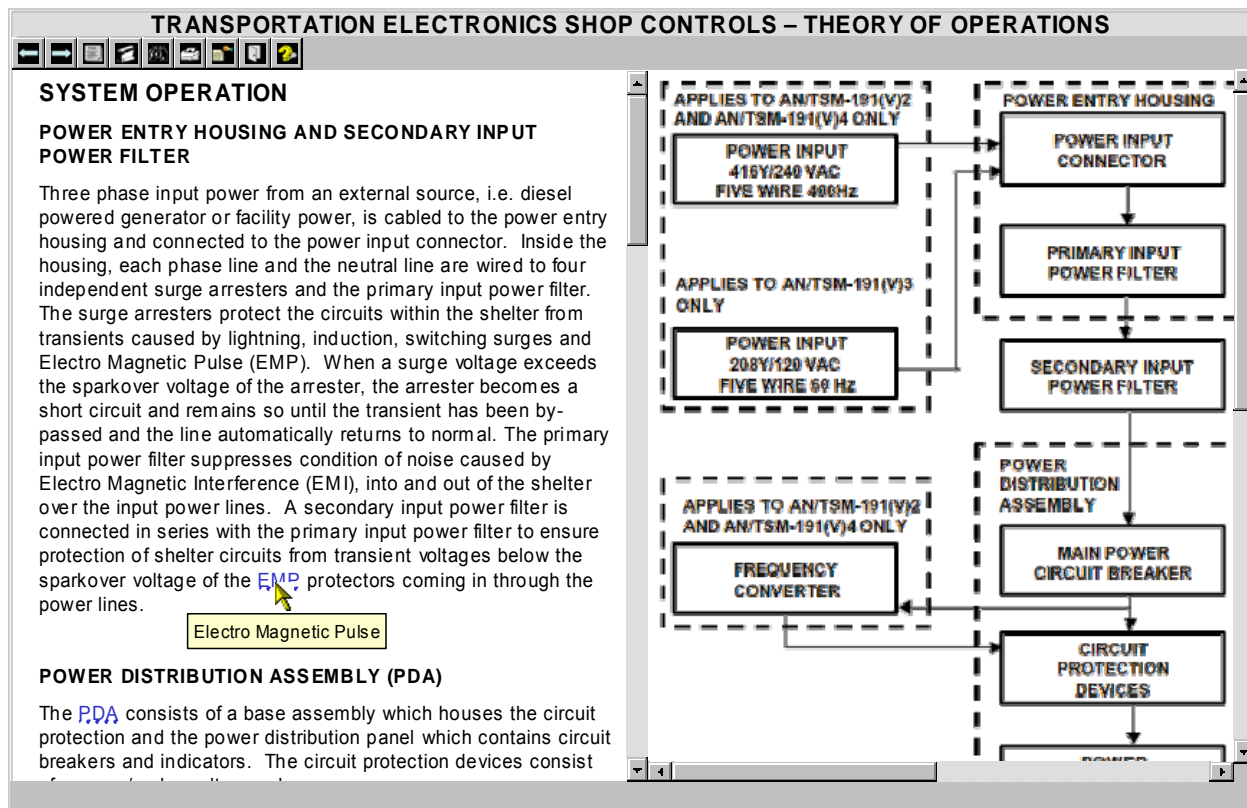 TRANSPORTATION ELECTRONICS SHOP CONTROLS – THEORY OF OPERATIONS
SYSTEM OPERATION
POWER ENTRY HOUSING AND SECONDARY INPUT
POWER FILTER
Three phase input power from an external source, i.e. diesel
powered generator or facility power, is cabled to the power entry
housing and connected to the power input connector. Inside the
housing, each phase line and the neutral line are wired to four
independent surge arresters and the primary input power filter.
The surge arresters protect the circuits within the shelter from
transients caused by lightning, induction, switching surges and
Electro Magnetic Pulse (EMP). When a surge voltage exceeds
the sparkover voltage of the arrester, the arrester becomes a
short circuit and remains so until the transient has been by-
passed and the line automatically returns to normal. The primary
input power filter suppresses condition of noise caused by
Electro Magnetic Interference (EMI), into and out of the shelter
over the input power lines. A secondary input power filter is
connected in series with the primary input power filter to ensure
protection of shelter circuits from transient voltages below the
sparkover voltage of the EMP protectors coming in through the
power lines.
Electro Magnetic Pulse
POWER DISTRIBUTION ASSEMBLY (PDA)
The PDA consists of a base assembly which houses the circuit
protection and the power distribution panel which contains circuit
breakers and indicators. The circuit protection devices consist
APPLIES TO AN/TSM-191(V)2
AND AN/TSM-191(V)4 ONLY
POWER INPUT
416Y/240 VAC
FIVE WIRE 400Hz
APPLIES TO AN/TSM-191(V)3
ONLY
POWER INPUT
208Y/120 VAC
FIVE WIRE 60 Hz
POWER ENTRY HOUSING
POWER INPUT
CONNECTOR
PRIMARY INPUT
POWER FILTER
SECONDARY INPUT
POWER FILTER
APPLIES TO AN/TSM-191(V)2
AND AN/TSM-191(V)4 ONLY
FREQUENCY
CONVERTER
POWER
DISTRIBUTION
ASSEMBLY
MAIN POWER
CIRCUIT BREAKER
CIRCUIT
PROTECTION
DEVICES
POWER